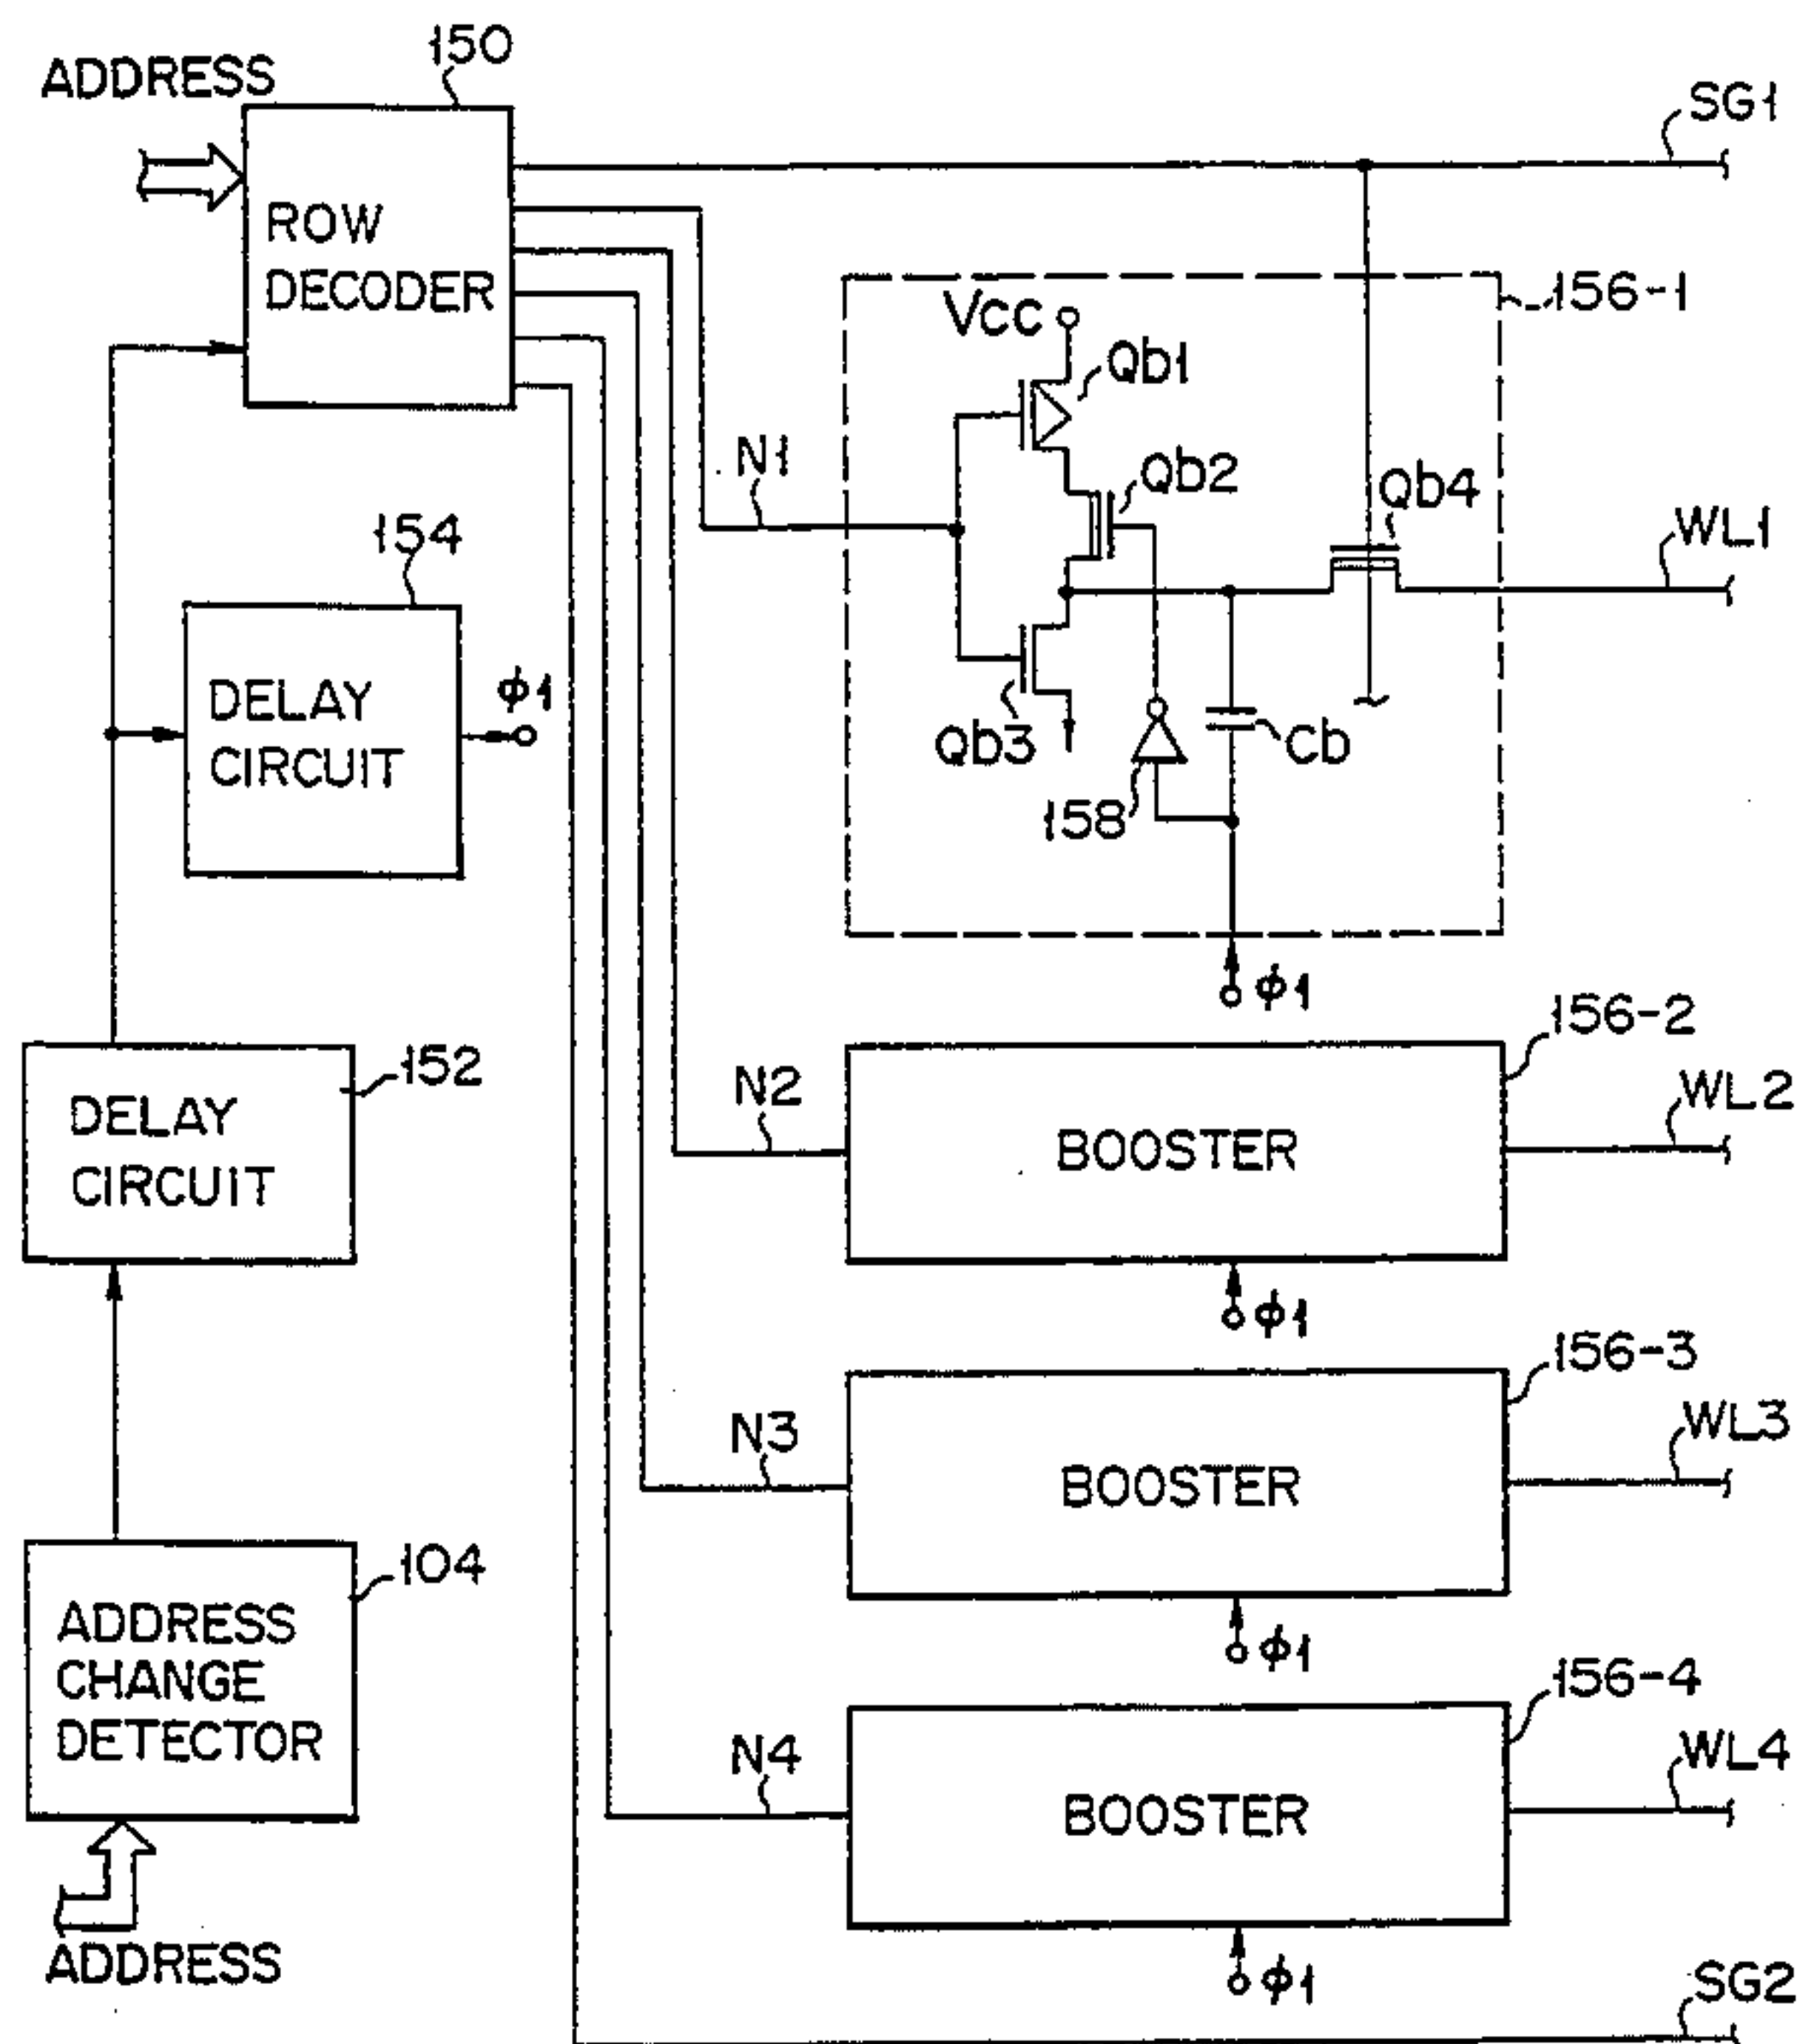 150
ADDRESS
SG1
ROW
DECODER
156-1
Vcc
Qb1
N1
Qb2
Qb4
WL1
154
DELAY
CIRCUIT
φ1
Qb3
158
Cb
φ1
152
DELAY
CIRCUIT
156-2
N2
BOOSTER
WL2
φ1
156-3
N3
BOOSTER
WL3
φ1
104
ADDRESS
CHANGE
DETECTOR
156-4
N4
BOOSTER
WL4
φ1
ADDRESS
SG2